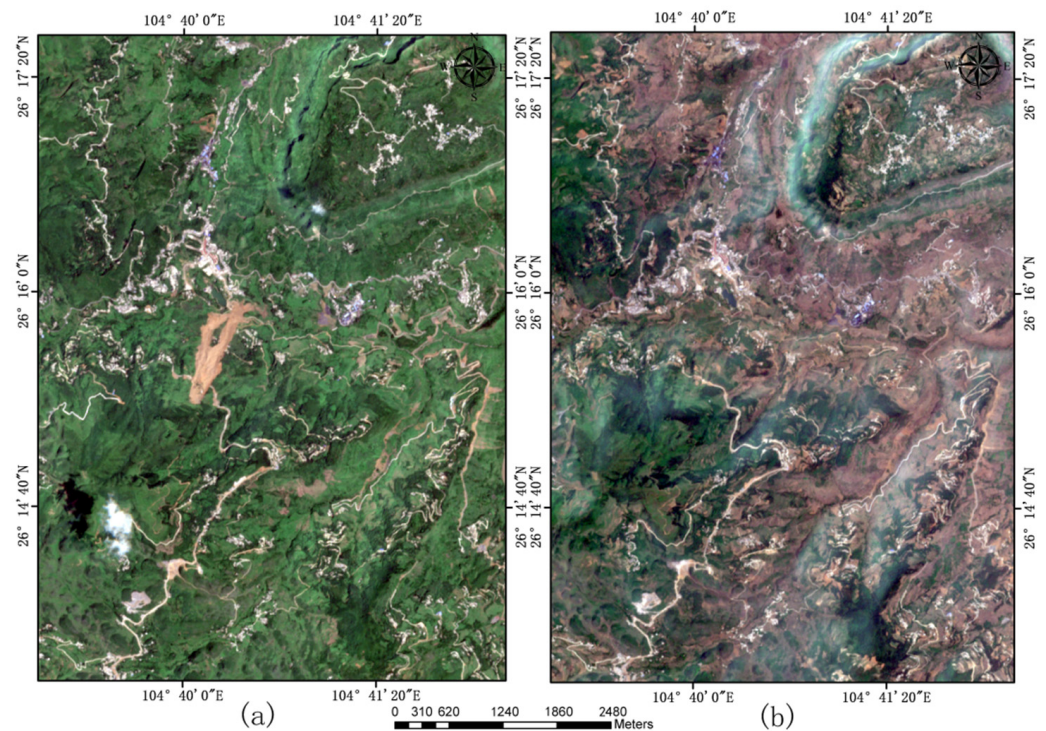 104° 40′ 0″E 104° 41′ 20″E 104° 40′ 0″E 104° 41′ 20″E
N N
W E W E
S S
26° 17′ 20″N 26° 17′ 20″N 26° 17′ 20″N 26° 17′ 20″N
26° 16′ 0″N 26° 16′ 0″N 26° 16′ 0″N 26° 16′ 0″N
26° 14′ 40″N 26° 14′ 40″N 26° 14′ 40″N 26° 14′ 40″N
104° 40′ 0″E 104° 41′ 20″E 104° 40′ 0″E 104° 41′ 20″E
(a) 0 310 620 1240 1860 2480 (b)
Meters